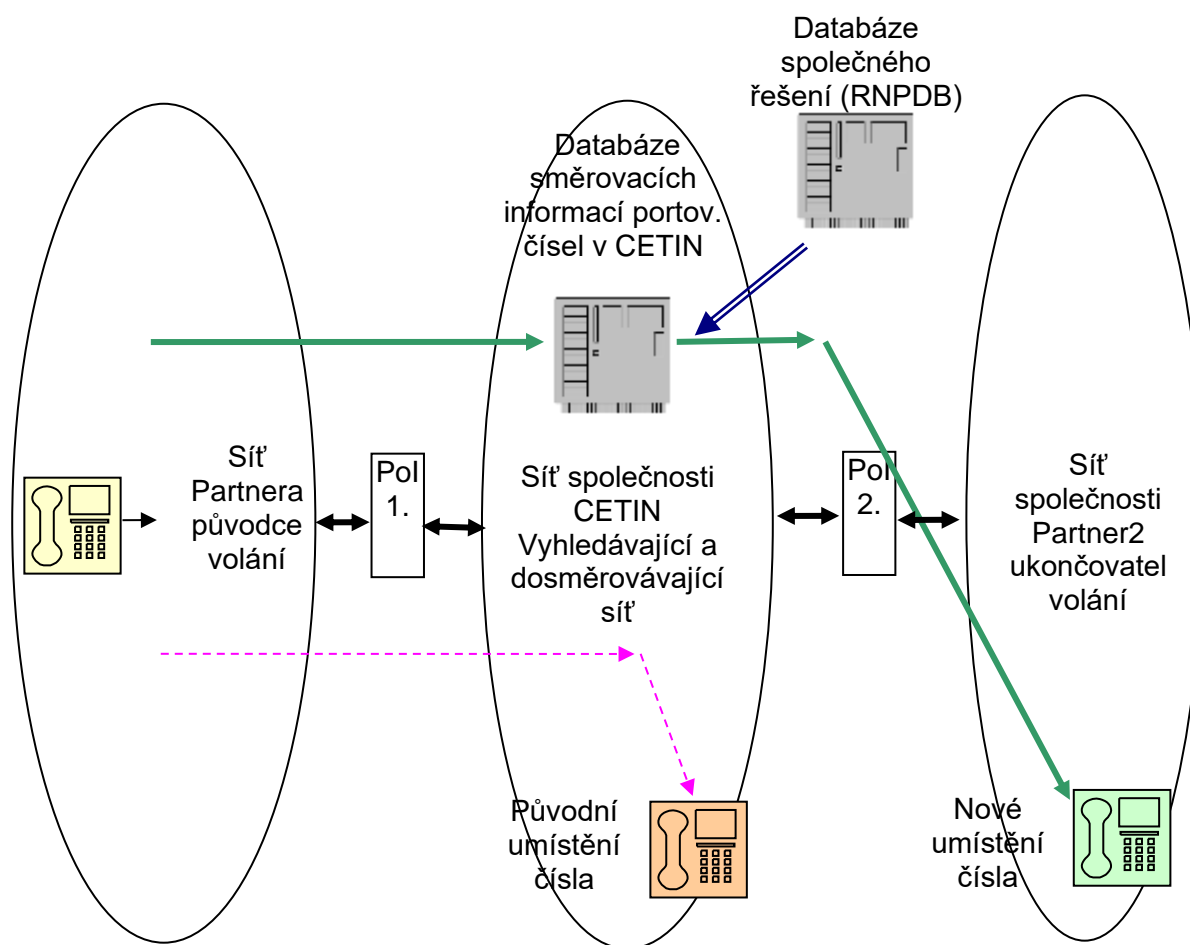 Databáze
společného
řešení (RNPDB)
Databáze
směrovacích
informací portov.
čísel v CETIN
Síť
Partnera
původce
volání
PoI
1.
Síť společnosti
CETIN
Vyhledávající a
dosměrovávající
síť
PoI
2.
Síť
společnosti
Partner2
ukončovatel
volání
Původní
umístění
čísla
Nové
umístění
čísla